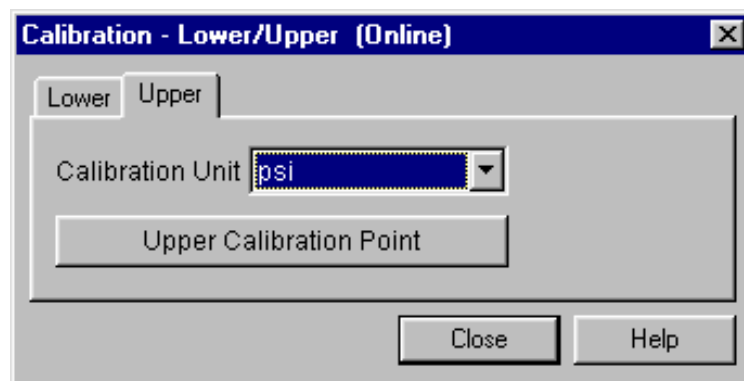 Calibration - Lower/Upper (Online)
Lower Upper
Calibration Unit psi
Upper Calibration Point
Close Help